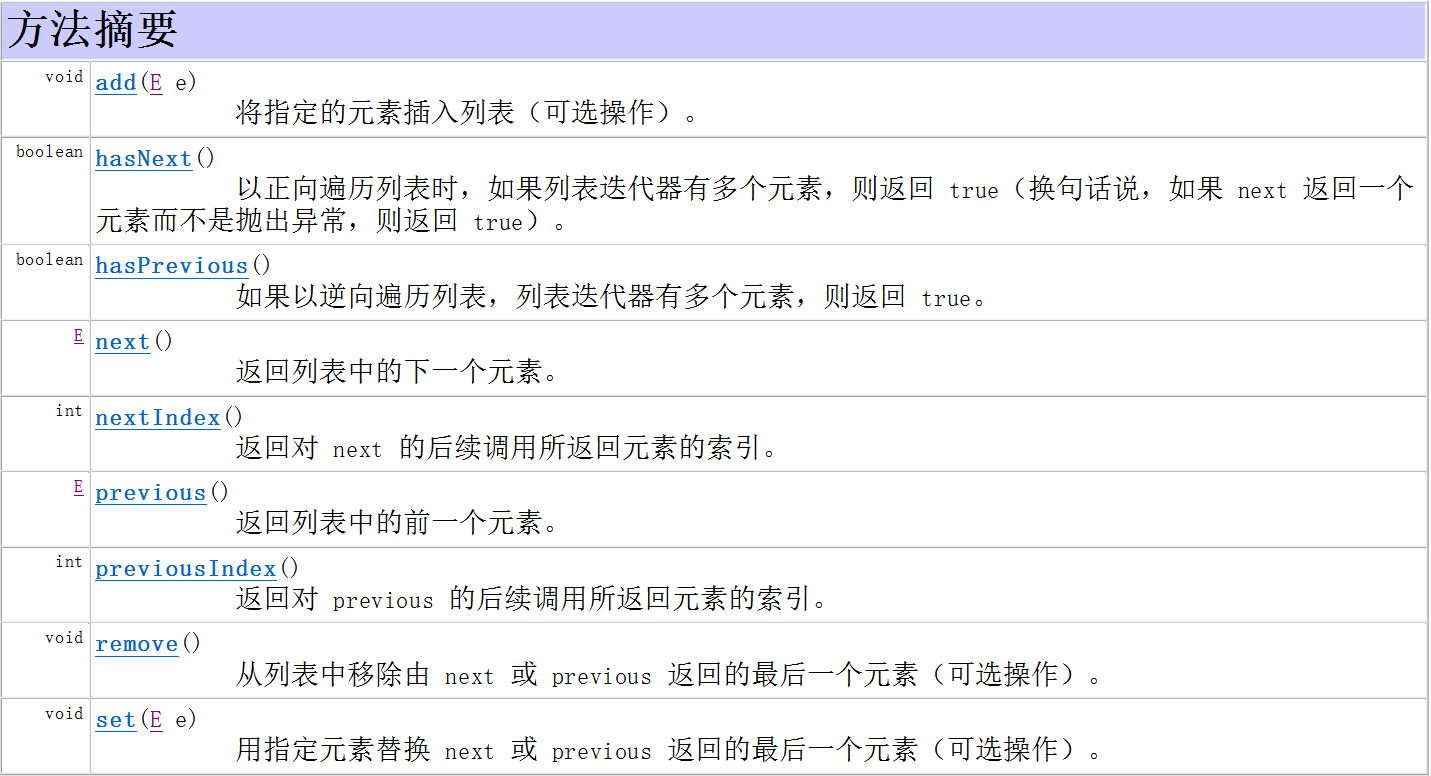 方法摘要
void add(E e)
将指定的元素插入列表（可选操作）。
boolean hasNext()
以正向遍历列表时，如果列表迭代器有多个元素，则返回 true（换句话说，如果 next 返回一个
元素而不是抛出异常，则返回 true）。
boolean hasPrevious()
如果以逆向遍历列表，列表迭代器有多个元素，则返回 true。
E next()
返回列表中的下一个元素。
int nextIndex()
返回对 next 的后续调用所返回元素的索引。
E previous()
返回列表中的前一个元素。
int previousIndex()
返回对 previous 的后续调用所返回元素的索引。
void remove()
从列表中移除由 next 或 previous 返回的最后一个元素（可选操作）。
void set(E e)
用指定元素替换 next 或 previous 返回的最后一个元素（可选操作）。